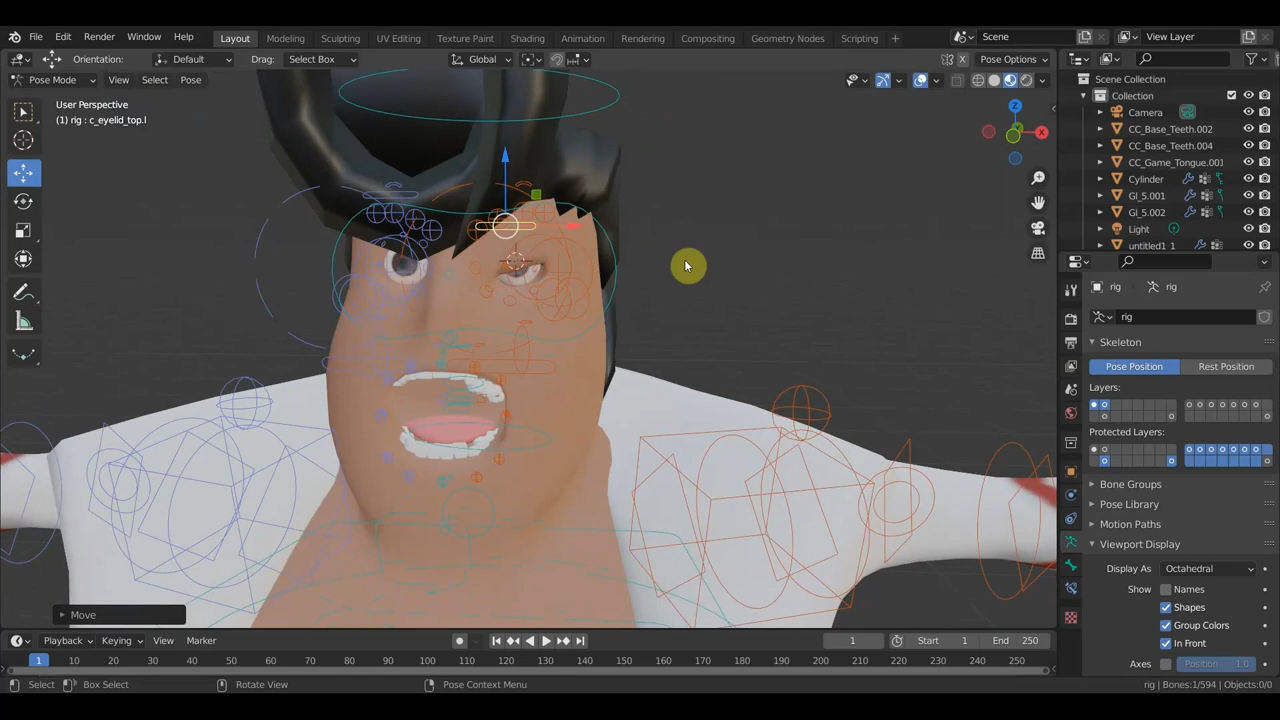 File Edit Render Window Help Layout Modeling Sculpting UV Editing Texture Paint Shading Animation Rendering Compositing Geometry Nodes Scripting + Scene View Layer
Orientation: Default Drag: Select Box Global X Pose Options
Pose Mode View Select Pose
User Perspective
(1) rig : c_eyelid_top.l
Z
X
Scene Collection
Collection
Camera
CC_Base_Teeth.002
CC_Base_Teeth.004
CC_Game_Tongue.001
Cylinder
GI_5.001
GI_5.002
Light
untitled1 1
rig rig
rig
Skeleton
Pose Position Rest Position
Layers:
Protected Layers:
Bone Groups
Pose Library
Motion Paths
Viewport Display
Display As Octahedral
Show Names
Shapes
Group Colors
In Front
Axes Position 1.0
Move
Playback Keying View Marker 1 Start 1 End 250
1 10 20 30 40 50 60 70 80 90 100 110 120 130 140 150 160 170 180 190 200 210 220 230 240 250
Select Box Select Rotate View Pose Context Menu rig | Bones:1/594 | Objects:0/0